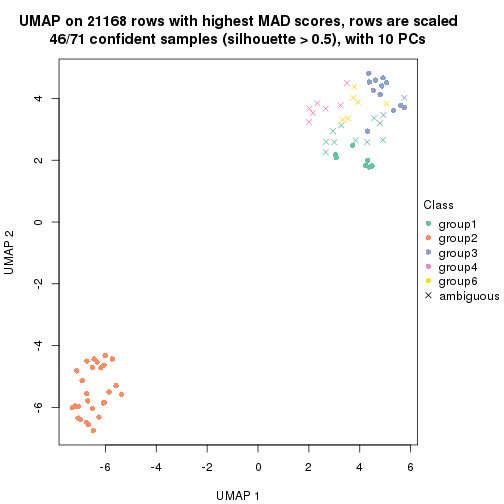 UMAP on 21168 rows with highest MAD scores, rows are scaled
46/71 confident samples (silhouette > 0.5), with 10 PCs
4
2
0
-2
-4
-6
UMAP 2
-6
-4
-2
0
2
4
6
UMAP 1
Class
group1
group2
group3
group4
group6
ambiguous